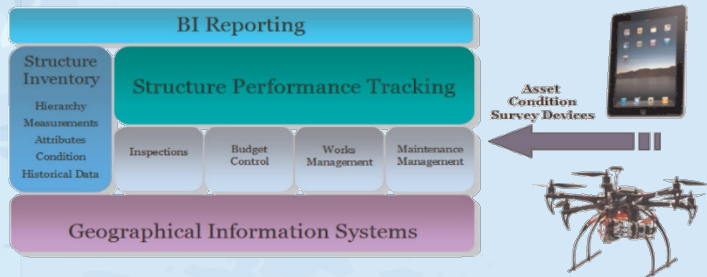 BI Reporting
Structure
Inventory
Hierarchy
Measurements
Attributes
Condition
Historical Data
Structure Performance Tracking
Inspections
Budget
Control
Works
Management
Maintenance
Management
Geographical Information Systems
Asset
Condition
Survey Devices